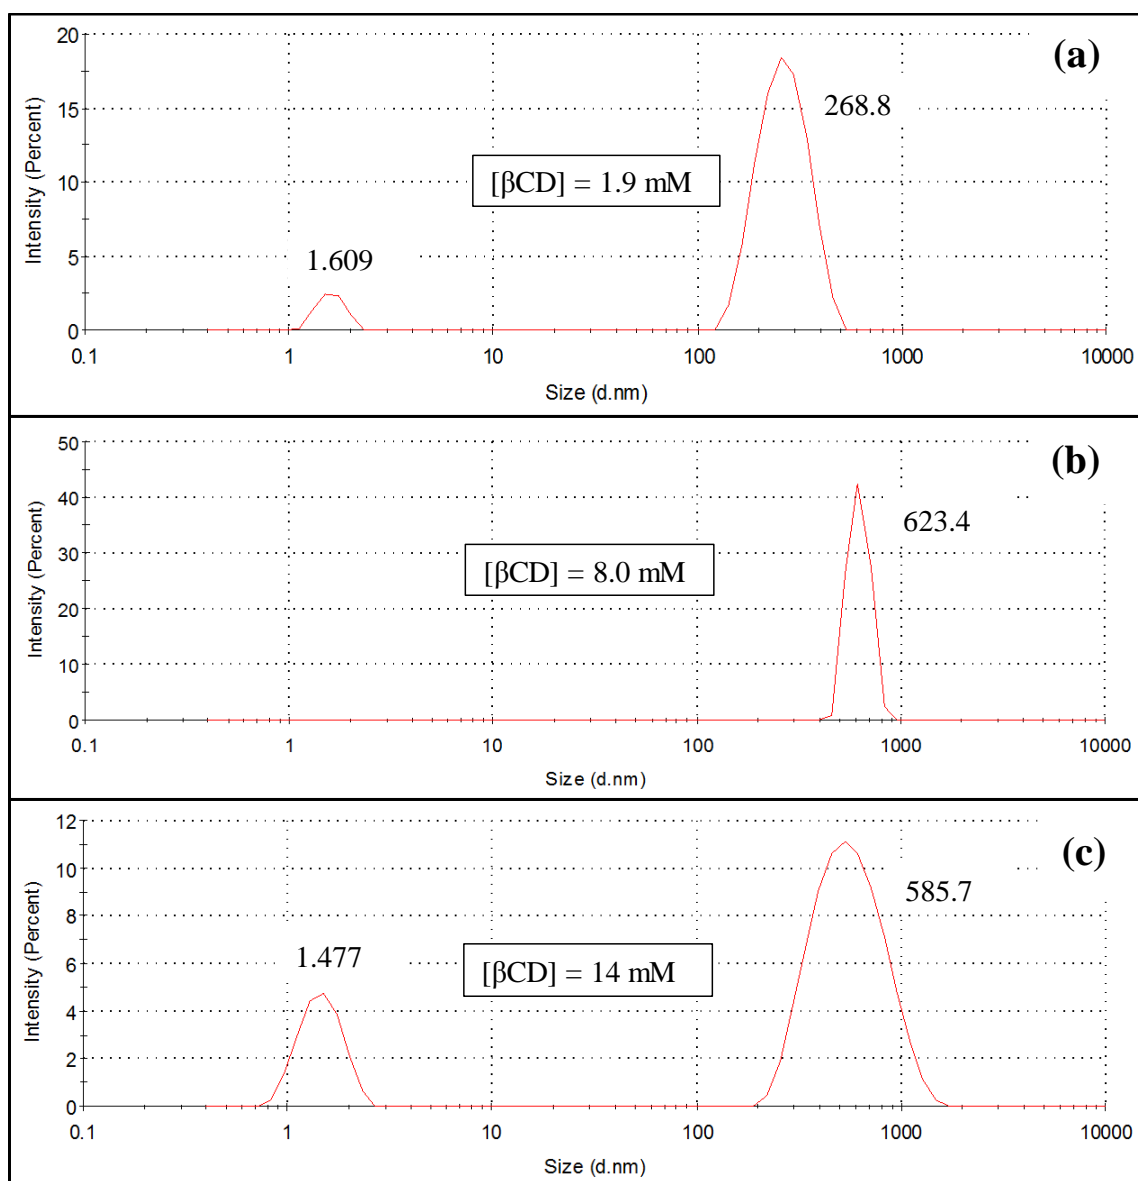 (a)
Intensity (Percent)
20
15
10
5
0
268.8
[βCD] = 1.9 mM
1.609
0.1 1 10 100 1000 10000
Size (d.nm)
(b)
Intensity (Percent)
50
40
30
20
10
0
623.4
[βCD] = 8.0 mM
0.1 1 10 100 1000 10000
Size (d.nm)
(c)
Intensity (Percent)
12
10
8
6
4
2
0
585.7
1.477
[βCD] = 14 mM
0.1 1 10 100 1000 10000
Size (d.nm)